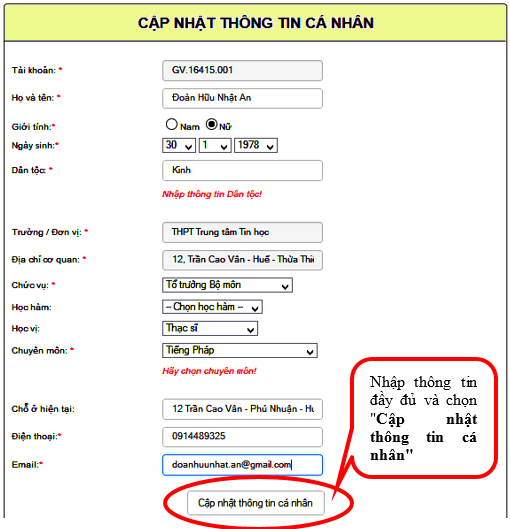 CẬP NHẬT THÔNG TIN CÁ NHÂN
Tài khoản: * GV.16415.001
Họ và tên: * Đoàn Hữu Nhật An
Giới tính:* Nam Nữ
Ngày sinh:* 30 1 1978
Dân tộc: * Kinh
Nhập thông tin Dân tộc!
Trường / Đơn vị: * THPT Trung tâm Tin học
Địa chỉ cơ quan: * 12, Trần Cao Vân - Huế - Thừa Thiê
Chức vụ: * Tổ trưởng Bộ môn
Học hàm: -- Chọn học hàm --
Học vị: Thạc sĩ
Chuyên môn: * Tiếng Pháp
Hãy chọn chuyên môn!
Chỗ ở hiện tại: 12 Trần Cao Vân - Phú Nhuận - Hu
Điện thoại:* 0914489325
Email:* doanhuunhat.an@gmail.com
Cập nhật thông tin cá nhân
Nhập thông tin
đầy đủ và chọn
"Cập nhật
thông tin cá
nhân"